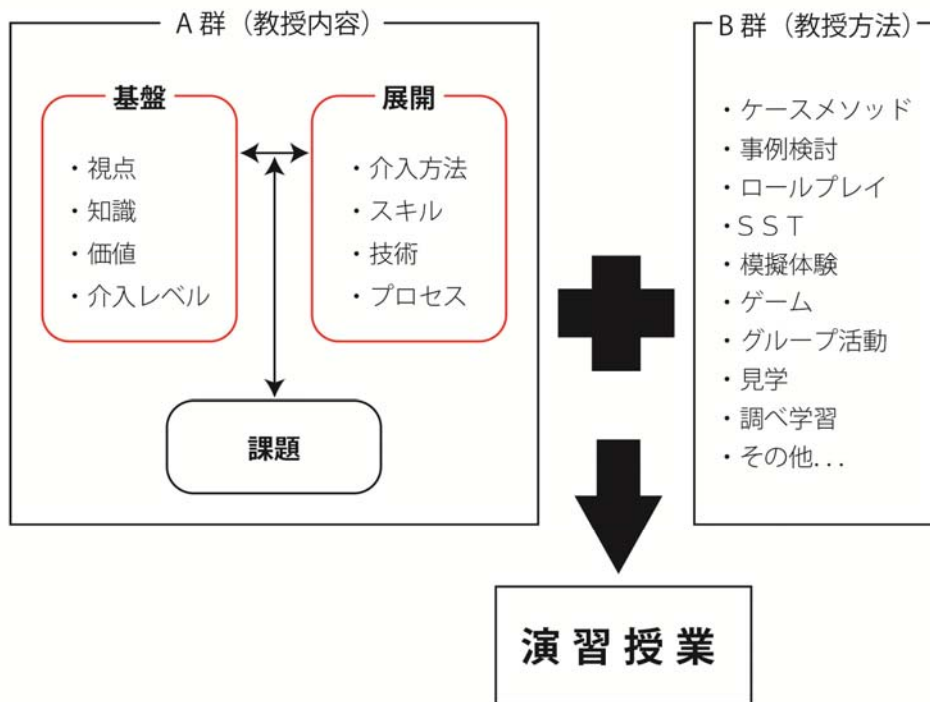 A 群（教授内容）
基盤
・視点
・知識
・価値
・介入レベル
展開
・介入方法
・スキル
・技術
・プロセス
課題
B 群（教授方法）
・ケースメソッド
・事例検討
・ロールプレイ
・ＳＳＴ
・模擬体験
・ゲーム
・グループ活動
・見学
・調べ学習
・その他...
演習授業